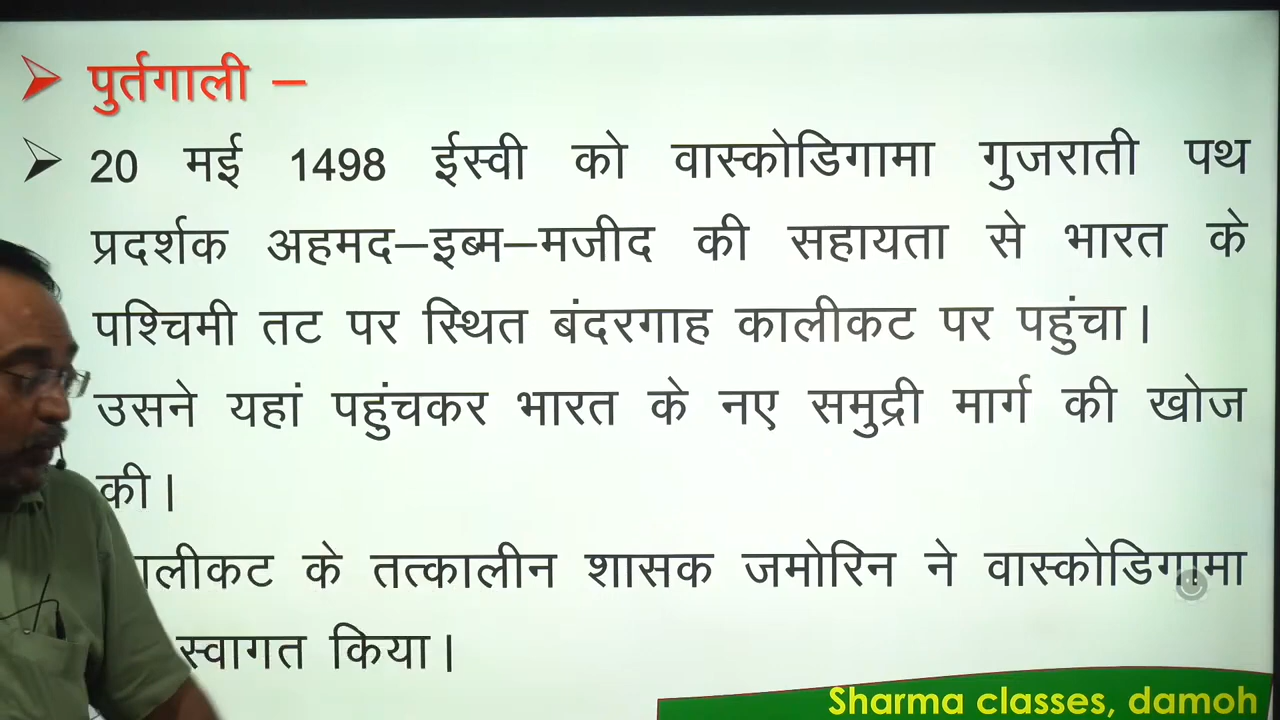 पुर्तगाली –
20 मई 1498 ईस्वी को वास्कोडिगामा गुजराती पथ
प्रदर्शक अहमद–इब्म–मजीद की सहायता से भारत के
पश्चिमी तट पर स्थित बंदरगाह कालीकट पर पहुंचा।
उसने यहां पहुंचकर भारत के नए समुद्री मार्ग की खोज
की।
के तत्कालीन शासक जमोरिन ने वास्कोडिगामा
स्वागत किया।
Sharma classes, damoh